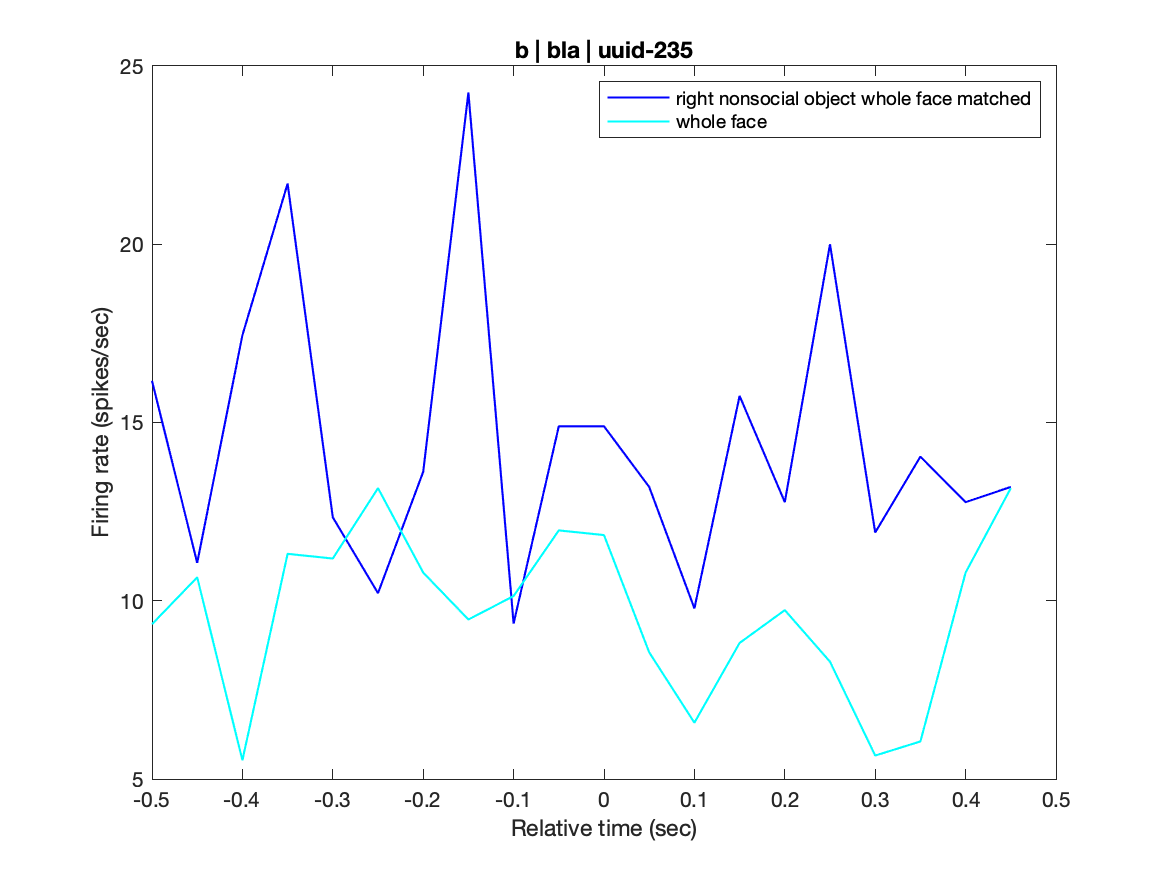 b | bla | uuid-235
right nonsocial object whole face matched
whole face
Firing rate (spikes/sec)
25
20
15
10
5
-0.5 -0.4 -0.3 -0.2 -0.1 0 0.1 0.2 0.3 0.4 0.5
Relative time (sec)